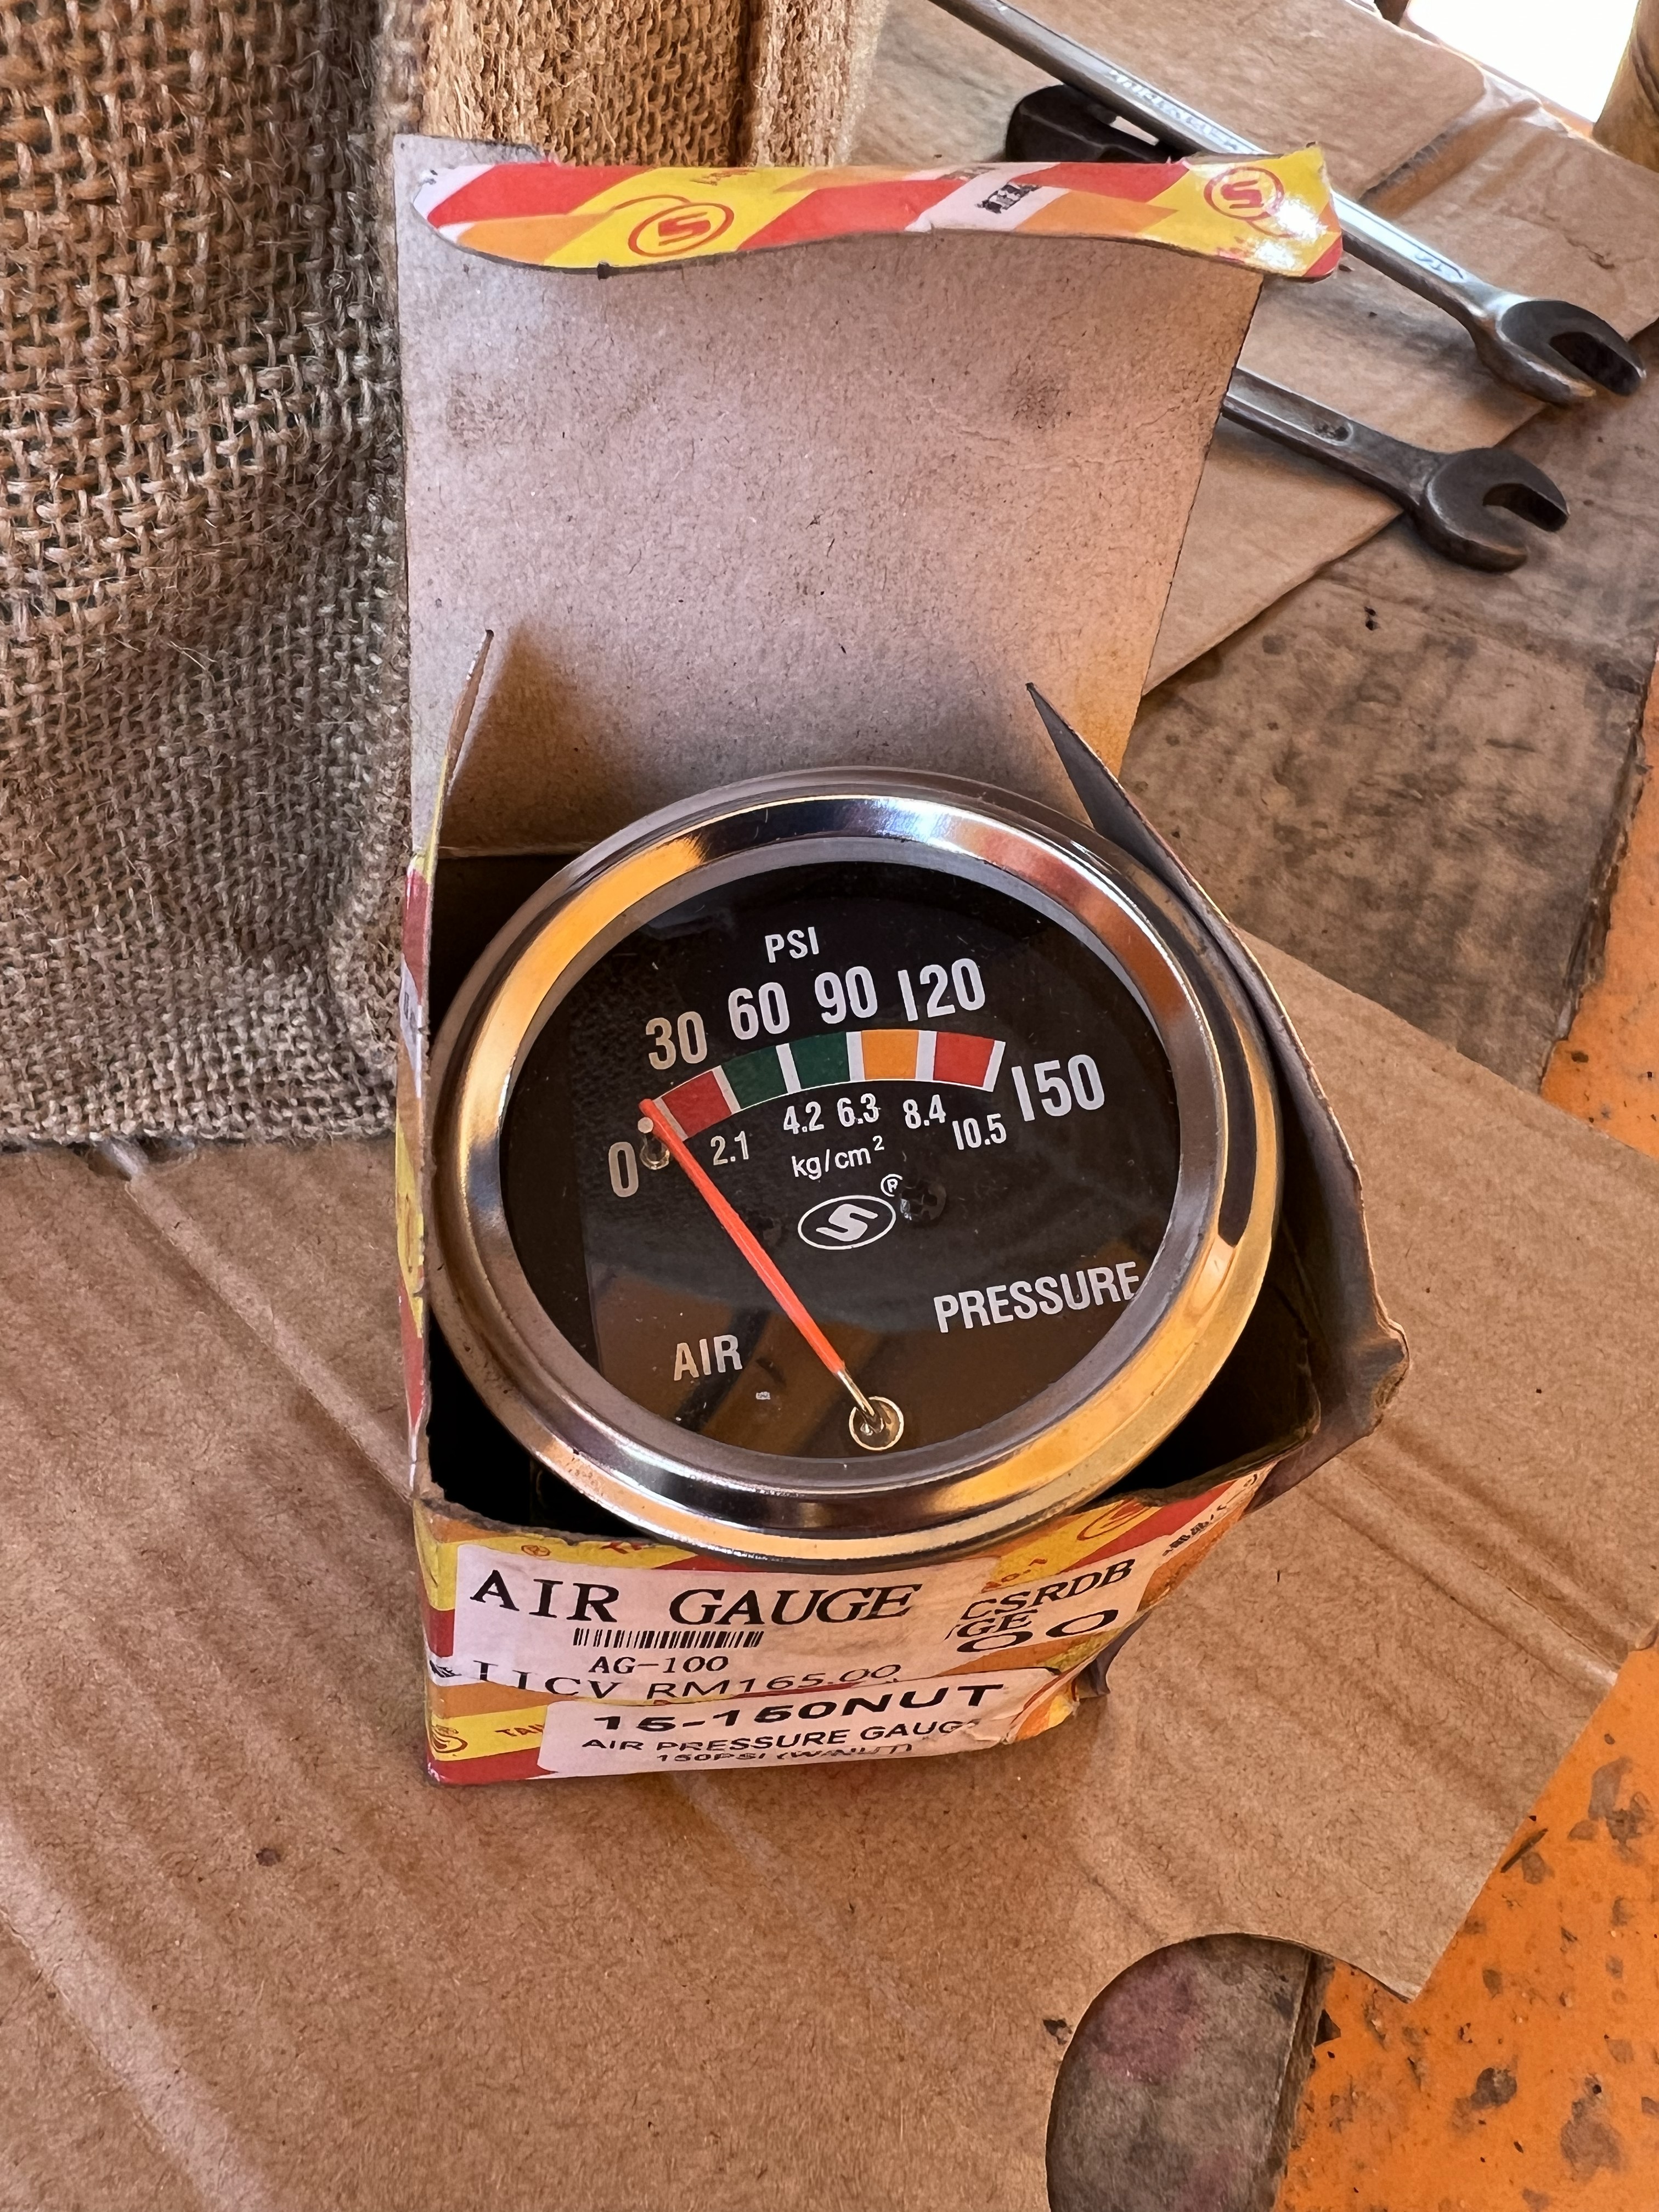 PSI
0 30 60 90 120 150
2.1 4.2 6.3 8.4 10.5
kg/cm²
®
AIR PRESSURE
AIR GAUGE
AG-100
RM165.00
CSRDB
15-150NUT
AIR PRESSURE GAUGE
150PSI (W/NUT)